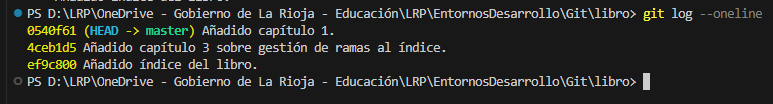 PS D:\LRP\OneDrive - Gobierno de La Rioja - Educación\LRP\EntornosDesarrollo\Git\libro> git log --oneline
0540f61 (HEAD -> master) Añadido capítulo 1.
4ceb1d5 Añadido capítulo 3 sobre gestión de ramas al índice.
ef9c800 Añadido índice del libro.
PS D:\LRP\OneDrive - Gobierno de La Rioja - Educación\LRP\EntornosDesarrollo\Git\libro>